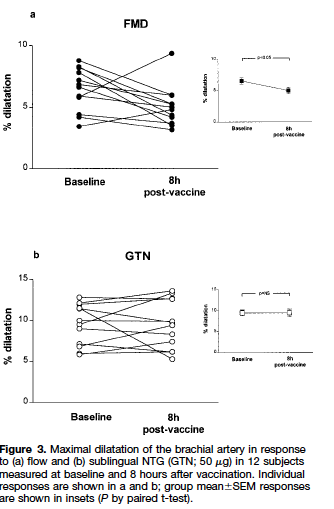 a
FMD
10
5
0
% dilatation
Baseline
8h
post-vaccine
10
5
0
% dilatation
p<0.05
Baseline
8h
post-vaccine
b
GTN
15
10
5
0
% dilatation
Baseline
8h
post-vaccine
15
10
5
0
% dilatation
p=NS
Baseline
8h
post-vaccine
Figure 3. Maximal dilatation of the brachial artery in response
to (a) flow and (b) sublingual NTG (GTN; 50 μg) in 12 subjects
measured at baseline and 8 hours after vaccination. Individual
responses are shown in a and b; group mean±SEM responses
are shown in insets (P by paired t-test).